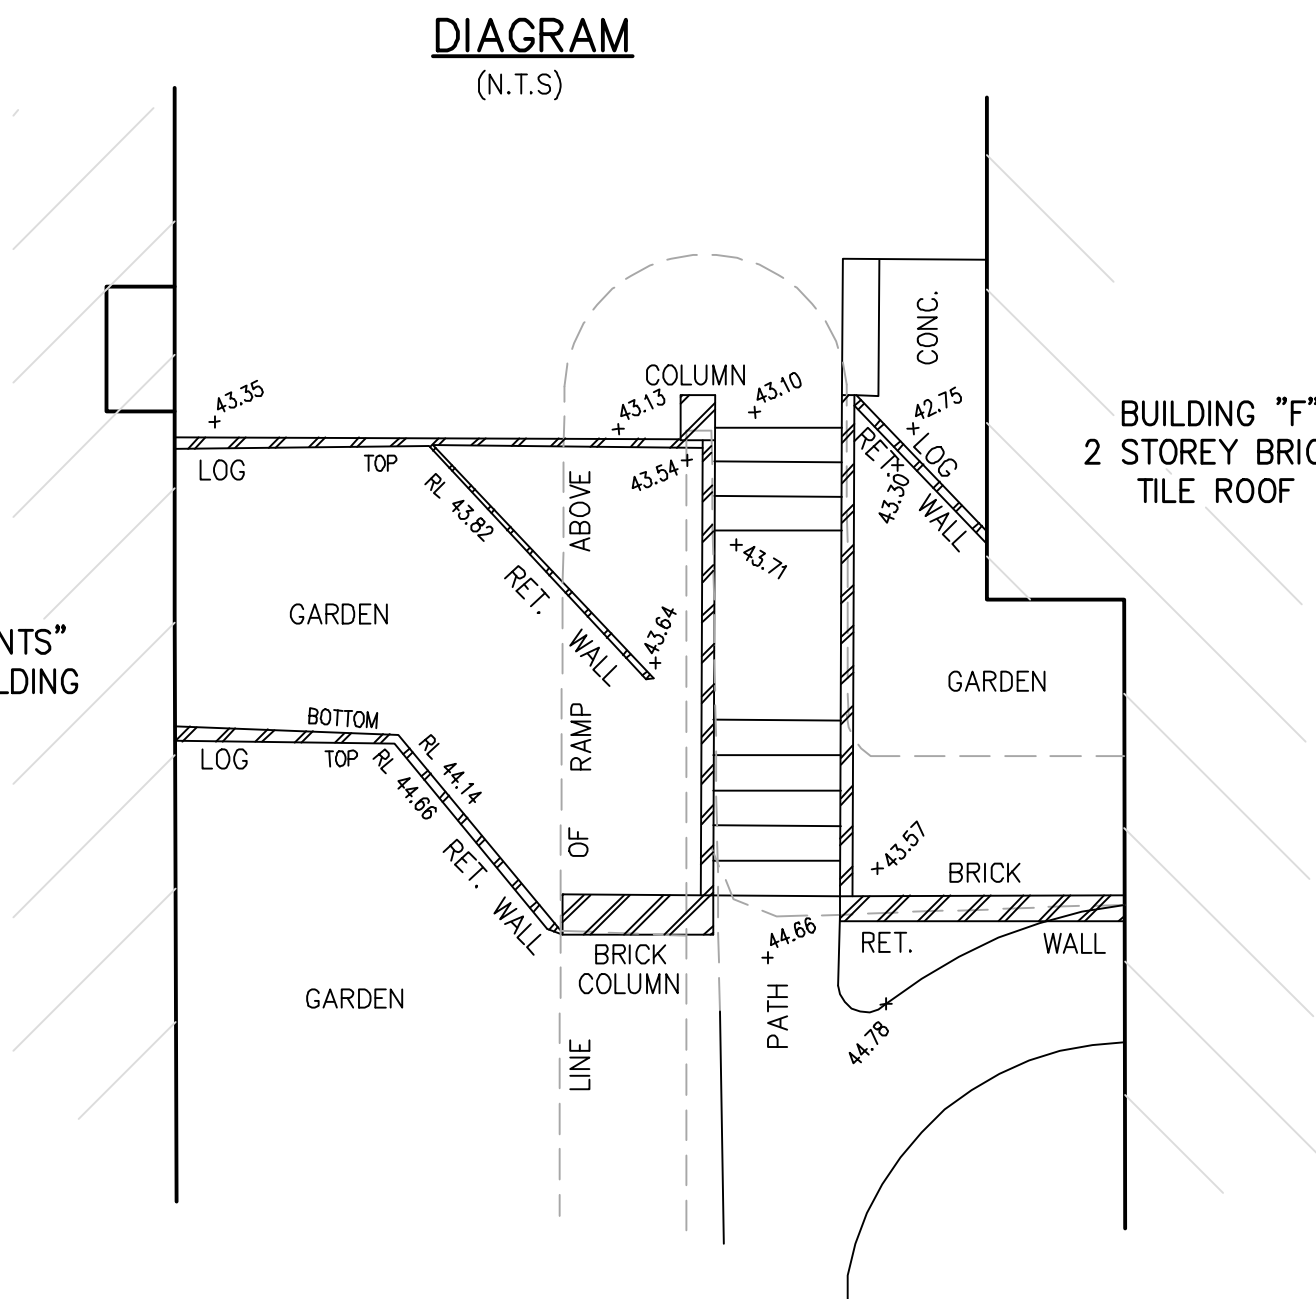 DIAGRAM
(N.T.S)
CONC.
COLUMN
43.35
43.13
43.10
42.75
BUILDING "F"
2 STOREY BRIC
TILE ROOF
LOG
TOP
RL 43.82
RET.
WALL
43.54
ABOVE
LOG
RET.
WALL
43.30
43.71
GARDEN
43.64
NTS"
LDING
GARDEN
BOTTOM
LOG
TOP
RL 44.14
RL 44.66
RET.
WALL
RAMP
OF
43.57
BRICK
RET.
WALL
44.66
BRICK
COLUMN
GARDEN
PATH
LINE
44.78